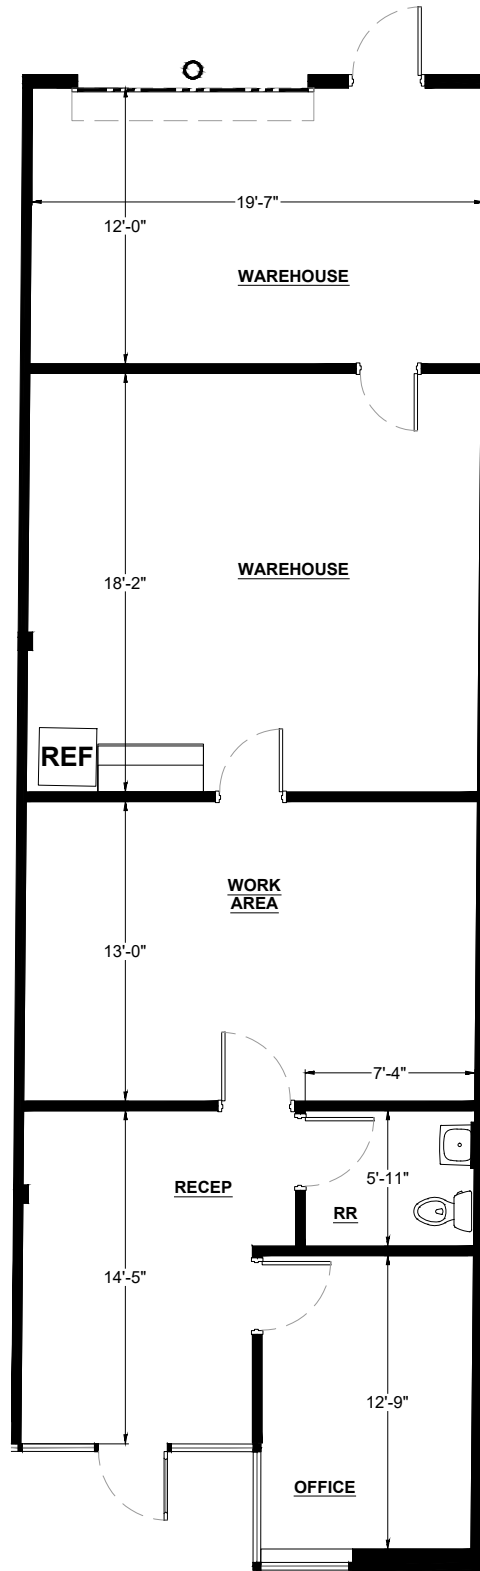 19'-7"
12'-0"
WAREHOUSE
WAREHOUSE
18'-2"
REF
WORK
AREA
13'-0"
7'-4"
5'-11"
RECEP
RR
14'-5"
12'-9"
OFFICE